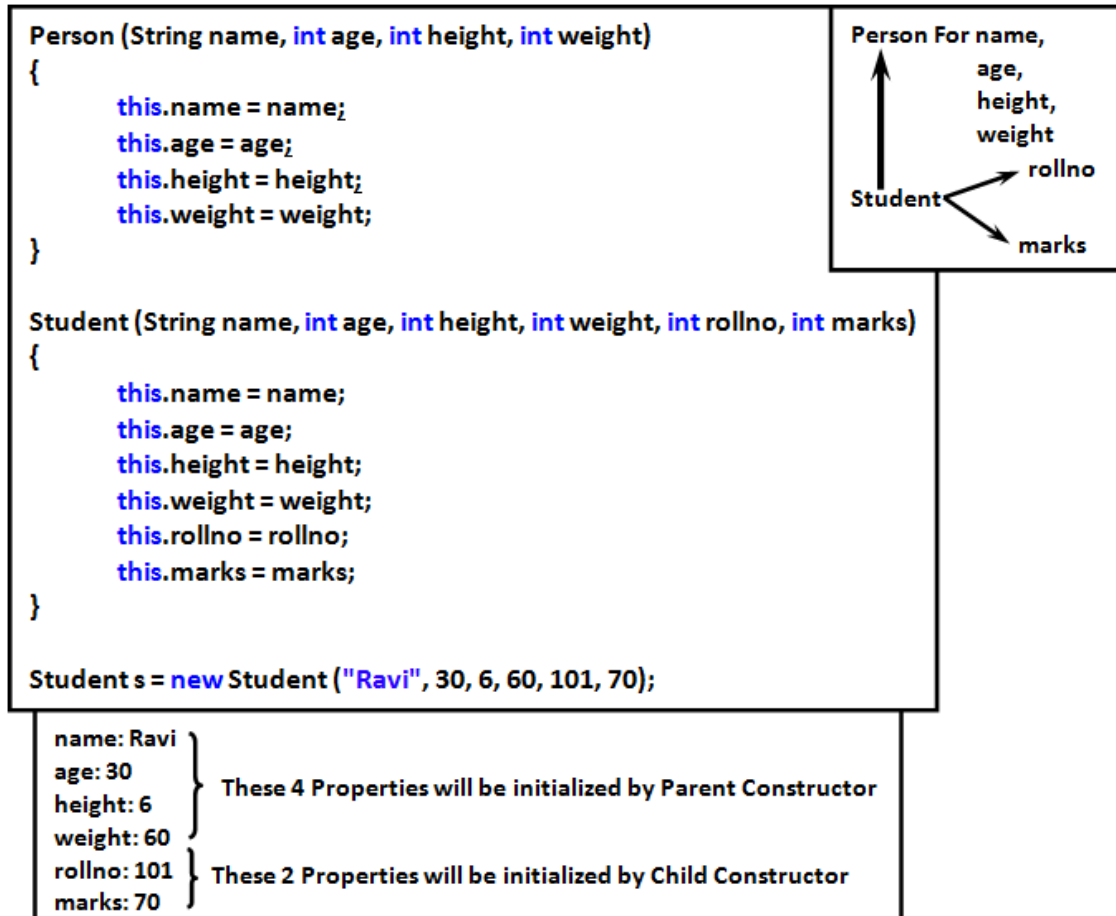 Person (String name, int age, int height, int weight)
{
this.name = name;
this.age = age;
this.height = height;
this.weight = weight;
}
Student (String name, int age, int height, int weight, int rollno, int marks)
{
this.name = name;
this.age = age;
this.height = height;
this.weight = weight;
this.rollno = rollno;
this.marks = marks;
}
Student s = new Student ("Ravi", 30, 6, 60, 101, 70);
Person For name,
age,
height,
weight
rollno
Student
marks
name: Ravi
age: 30
height: 6
weight: 60
These 4 Properties will be initialized by Parent Constructor
rollno: 101
marks: 70
These 2 Properties will be initialized by Child Constructor